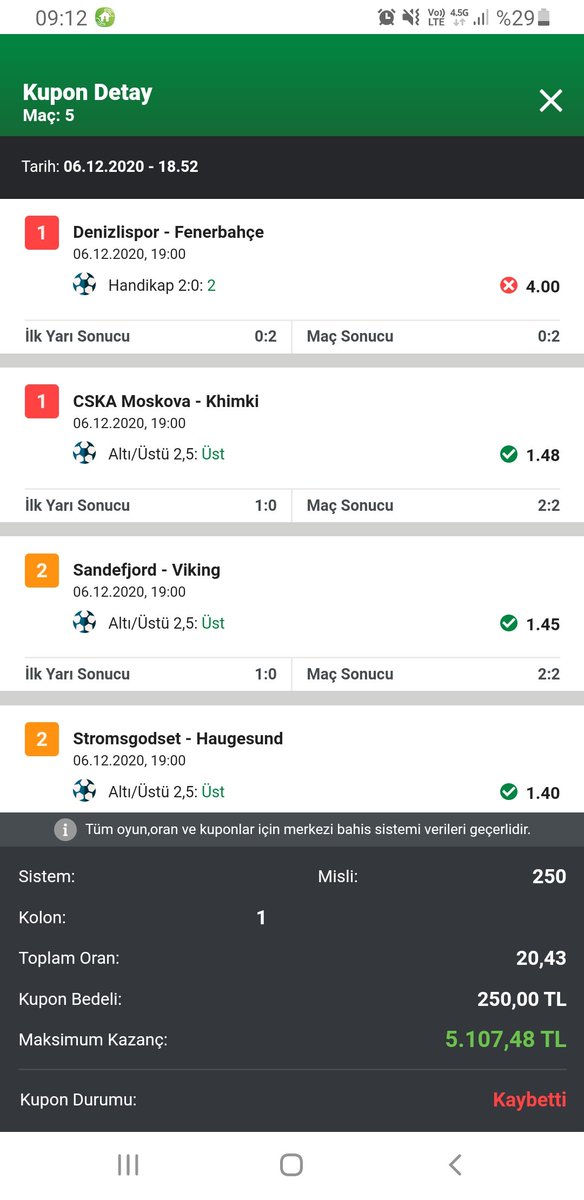 09:12 Vo)) LTE 4.5G %29
Kupon Detay
Maç: 5
Tarih: 06.12.2020 - 18.52
1 Denizlispor - Fenerbahçe
06.12.2020, 19:00
Handikap 2:0: 2 4.00
İlk Yarı Sonucu 0:2 Maç Sonucu 0:2
1 CSKA Moskova - Khimki
06.12.2020, 19:00
Altı/Üstü 2,5: Üst 1.48
İlk Yarı Sonucu 1:0 Maç Sonucu 2:2
2 Sandefjord - Viking
06.12.2020, 19:00
Altı/Üstü 2,5: Üst 1.45
İlk Yarı Sonucu 1:0 Maç Sonucu 2:2
2 Stromsgodset - Haugesund
06.12.2020, 19:00
Altı/Üstü 2,5: Üst 1.40
Tüm oyun,oran ve kuponlar için merkezi bahis sistemi verileri geçerlidir.
Sistem: Misli: 250
Kolon: 1
Toplam Oran: 20,43
Kupon Bedeli: 250,00 TL
Maksimum Kazanç: 5.107,48 TL
Kupon Durumu: Kaybetti